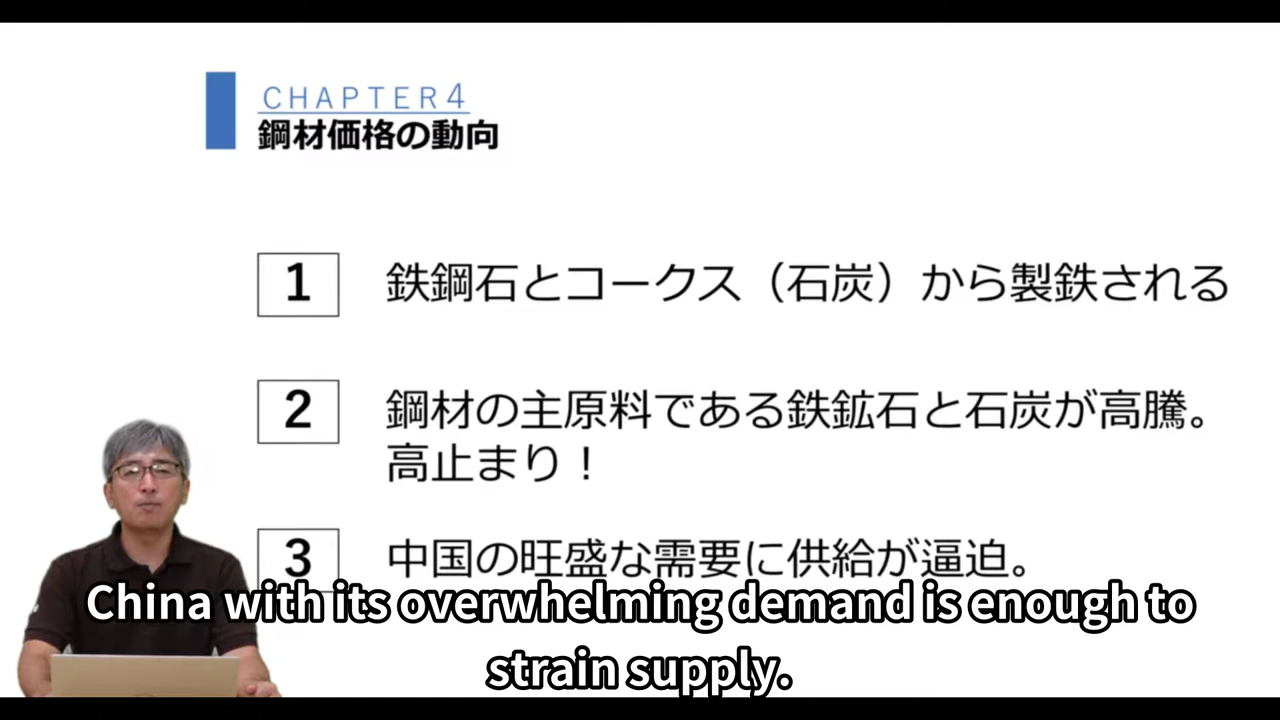 CHAPTER4
鋼材価格の動向
1 鉄鋼石とコークス（石炭）から製鉄される
2 鋼材の主原料である鉄鉱石と石炭が高騰。
高止まり！
3 中国の旺盛な需要に供給が逼迫。
China with its overwhelming demand is enough to
strain supply.